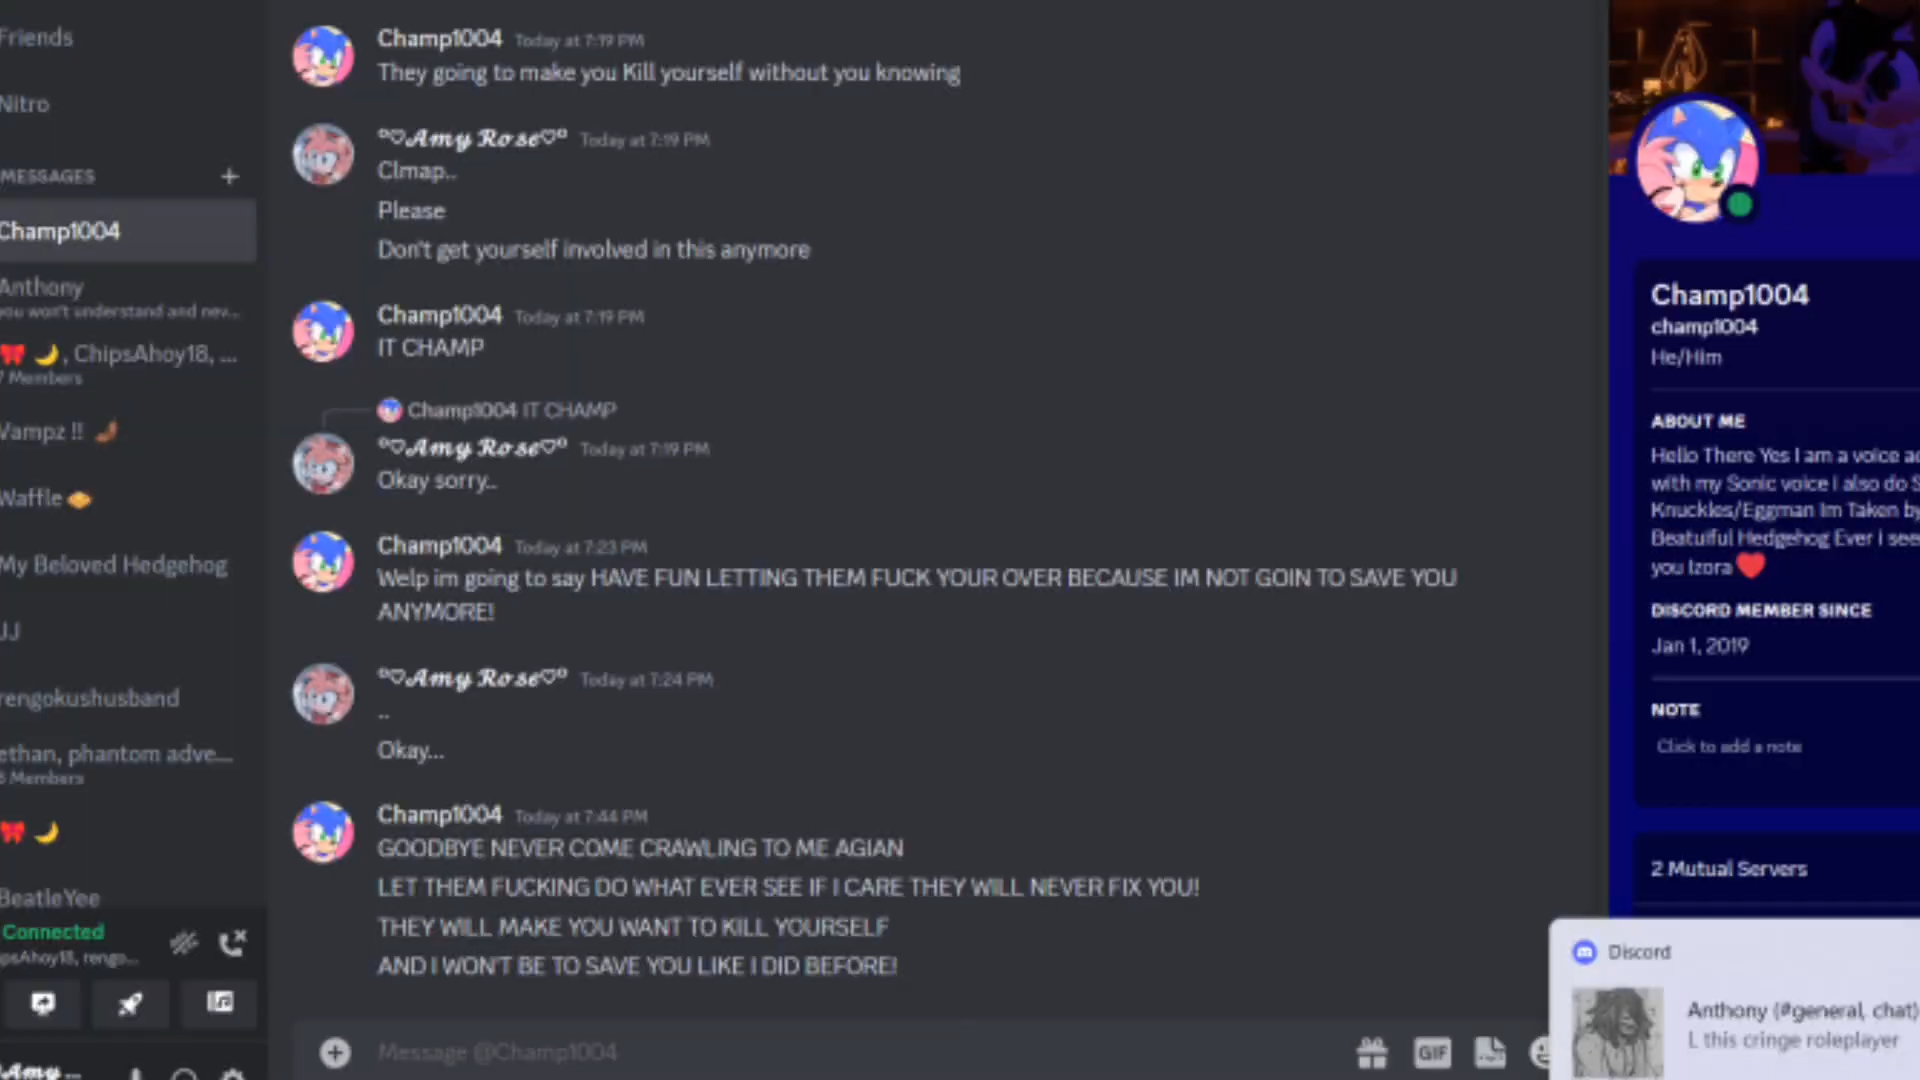 Friends
Nitro
MESSAGES
Champ1004
Anthony
you won't understand and nev...
, ChipsAhoy18, ...
7 Members
Vampz !!
Waffle
My Beloved Hedgehog
JJ
rengokushusband
ethan, phantom adve...
BeatleYee
Connected
psAhoy18, rengo...
Amy ...
Champ1004 Today at 7:19 PM
They going to make you Kill yourself without you knowing
°♡Amy Rose♡° Today at 7:19 PM
Clmap..
Please
Don't get yourself involved in this anymore
Champ1004 Today at 7:19 PM
IT CHAMP
Champ1004 IT CHAMP
°♡Amy Rose♡° Today at 7:19 PM
Okay sorry..
Champ1004 Today at 7:23 PM
Welp im going to say HAVE FUN LETTING THEM FUCK YOUR OVER BECAUSE IM NOT GOIN TO SAVE YOU
ANYMORE!
°♡Amy Rose♡° Today at 7:24 PM
..
Okay...
Champ1004 Today at 7:44 PM
GOODBYE NEVER COME CRAWLING TO ME AGIAN
LET THEM FUCKING DO WHAT EVER SEE IF I CARE THEY WILL NEVER FIX YOU!
THEY WILL MAKE YOU WANT TO KILL YOURSELF
AND I WON'T BE TO SAVE YOU LIKE I DID BEFORE!
Message @Champ1004
GIF
Champ1004
champ1004
He/Him
ABOUT ME
Hello There Yes I am a voice ac
with my Sonic voice I also do S
Knuckles/Eggman Im Taken by
Beatuiful Hedgehog Ever I see
you Izora
DISCORD MEMBER SINCE
Jan 1, 2019
NOTE
Click to add a note
2 Mutual Servers
Discord
Anthony (#general, chat)
L this cringe roleplayer